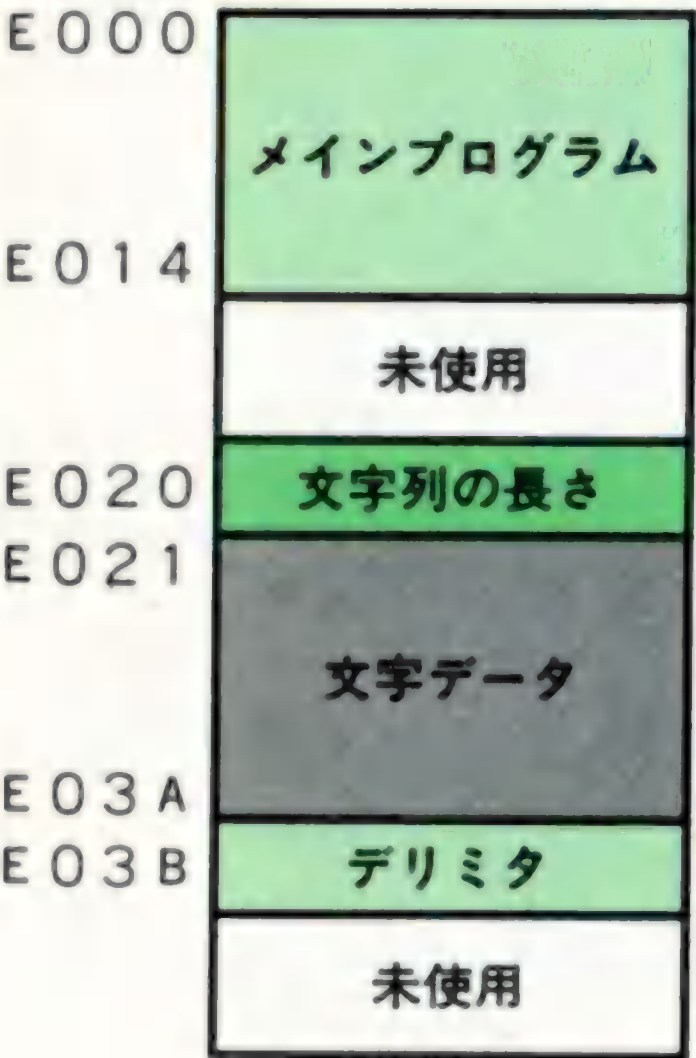 E000
メインプログラム
E014
未使用
E020 文字列の長さ
E021
文字データ
E03A
E03B デリミタ
未使用